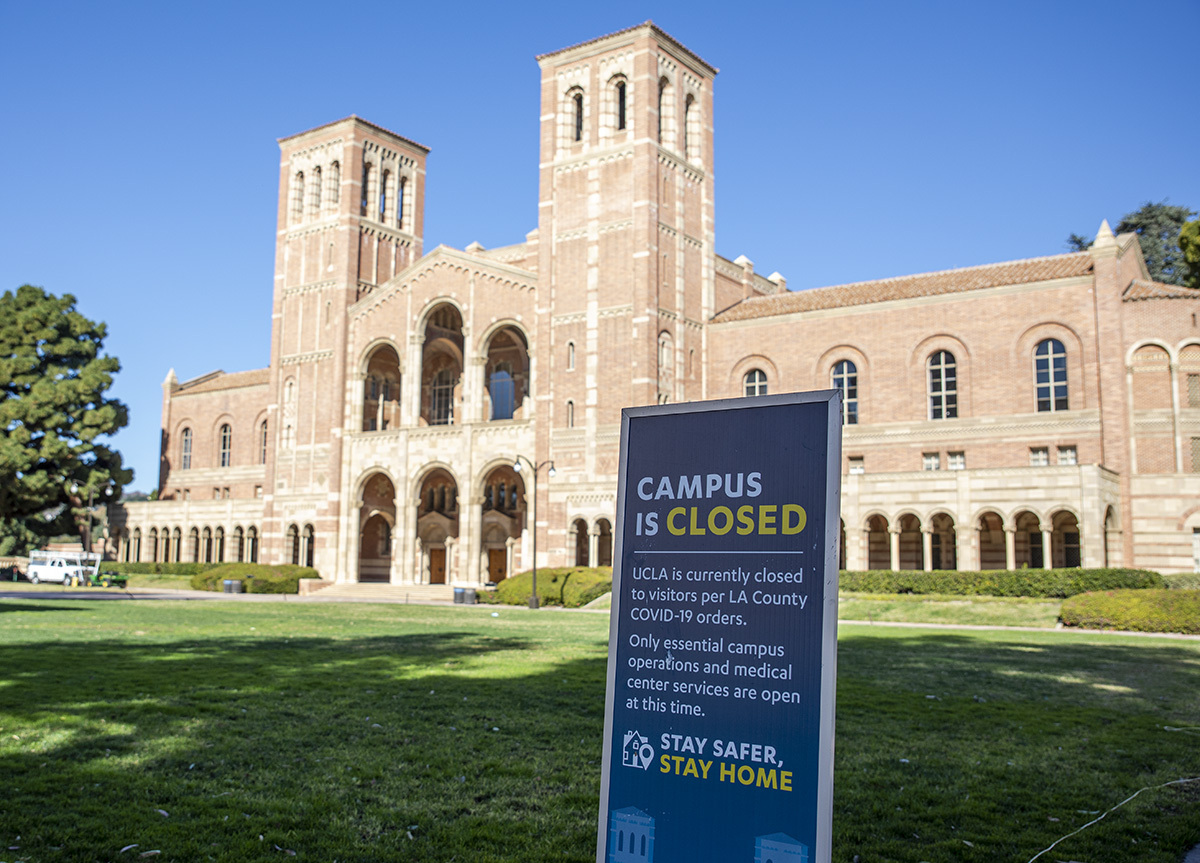 CAMPUS
IS CLOSED
UCLA is currently closed
to visitors per LA County
COVID-19 orders.
Only essential campus
operations and medical
center services are open
at this time.
STAY SAFER,
STAY HOME